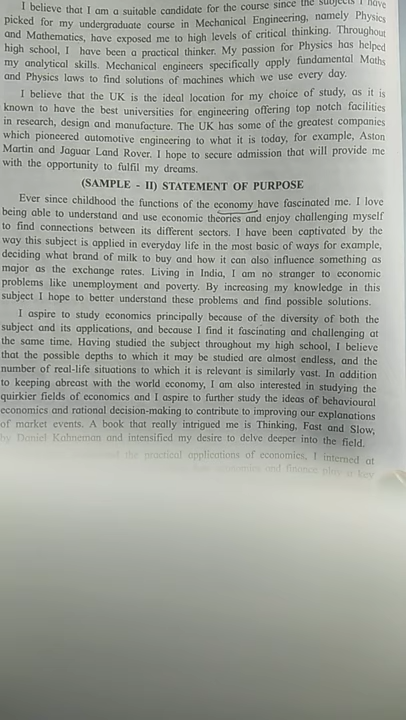 I believe that I am a suitable candidate for the course since the subjects I have
picked for my undergraduate course in Mechanical Engineering, namely Physics
and Mathematics, have exposed me to high levels of critical thinking. Throughout
high school, I have been a practical thinker. My passion for Physics has helped
my analytical skills. Mechanical engineers specifically apply fundamental Maths
and Physics laws to find solutions of machines which we use every day.
I believe that the UK is the ideal location for my choice of study, as it is
known to have the best universities for engineering offering top notch facilities
in research, design and manufacture. The UK has some of the greatest companies
which pioneered automotive engineering to what it is today, for example, Aston
Martin and Jaguar Land Rover. I hope to secure admission that will provide me
with the opportunity to fulfil my dreams.
(SAMPLE - II) STATEMENT OF PURPOSE
Ever since childhood the functions of the economy have fascinated me. I love
being able to understand and use economic theories and enjoy challenging myself
to find connections between its different sectors. I have been captivated by the
way this subject is applied in everyday life in the most basic of ways for example,
deciding what brand of milk to buy and how it can also influence something as
major as the exchange rates. Living in India, I am no stranger to economic
problems like unemployment and poverty. By increasing my knowledge in this
subject I hope to better understand these problems and find possible solutions.
I aspire to study economics principally because of the diversity of both the
subject and its applications, and because I find it fascinating and challenging at
the same time. Having studied the subject throughout my high school, I believe
that the possible depths to which it may be studied are almost endless, and the
number of real-life situations to which it is relevant is similarly vast. In addition
to keeping abreast with the world economy, I am also interested in studying the
quirkier fields of economics and I aspire to further study the ideas of behavioural
economics and rational decision-making to contribute to improving our explanations
of market events. A book that really intrigued me is Thinking, Fast and Slow,
by Daniel Kahneman and intensified my desire to delve deeper into the field.
the practical applications of economics, I interned at
economics and finance play a key